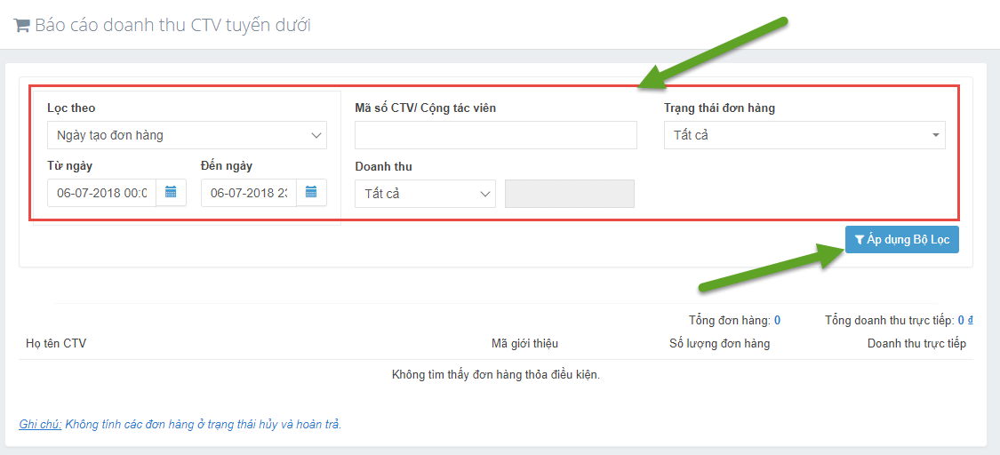 Báo cáo doanh thu CTV tuyến dưới
Lọc theo
Mã số CTV/ Cộng tác viên
Trạng thái đơn hàng
Ngày tạo đơn hàng
Tất cả
Từ ngày
Đến ngày
Doanh thu
06-07-2018 00:0
06-07-2018 23
Tất cả
Áp dụng Bộ Lọc
Tổng đơn hàng: 0
Tổng doanh thu trực tiếp: 0 ₫
Họ tên CTV
Mã giới thiệu
Số lượng đơn hàng
Doanh thu trực tiếp
Không tìm thấy đơn hàng thỏa điều kiện.
Ghi chú: Không tính các đơn hàng ở trạng thái hủy và hoàn trả.